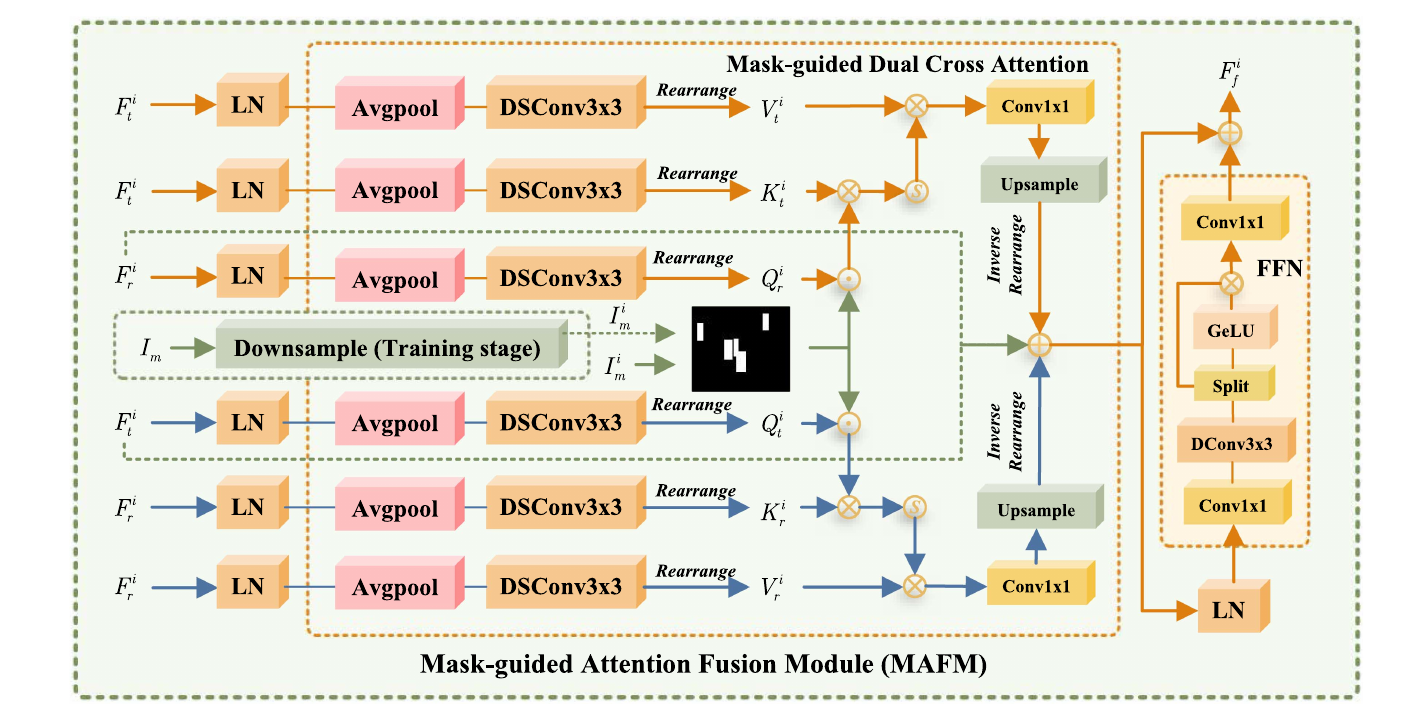 Mask-guided Dual Cross Attention
F_t^i LN Avgpool DSConv3x3 Rearrange V_t^i ⊗ Conv1x1
F_t^i LN Avgpool DSConv3x3 Rearrange K_t^i ⊗ S Upsample
Inverse Rearrange
F_r^i LN Avgpool DSConv3x3 Rearrange Q_r^i ⊙
I_m Downsample (Training stage) I_m^i
I_m^i
⊕
F_t^i LN Avgpool DSConv3x3 Rearrange Q_t^i ⊙
Inverse Rearrange
F_r^i LN Avgpool DSConv3x3 Rearrange K_r^i ⊗ S Upsample
F_r^i LN Avgpool DSConv3x3 Rearrange V_r^i ⊗ Conv1x1
F_f^i
⊕
Conv1x1
FFN
⊗
GeLU
Split
DConv3x3
Conv1x1
LN
Mask-guided Attention Fusion Module (MAFM)